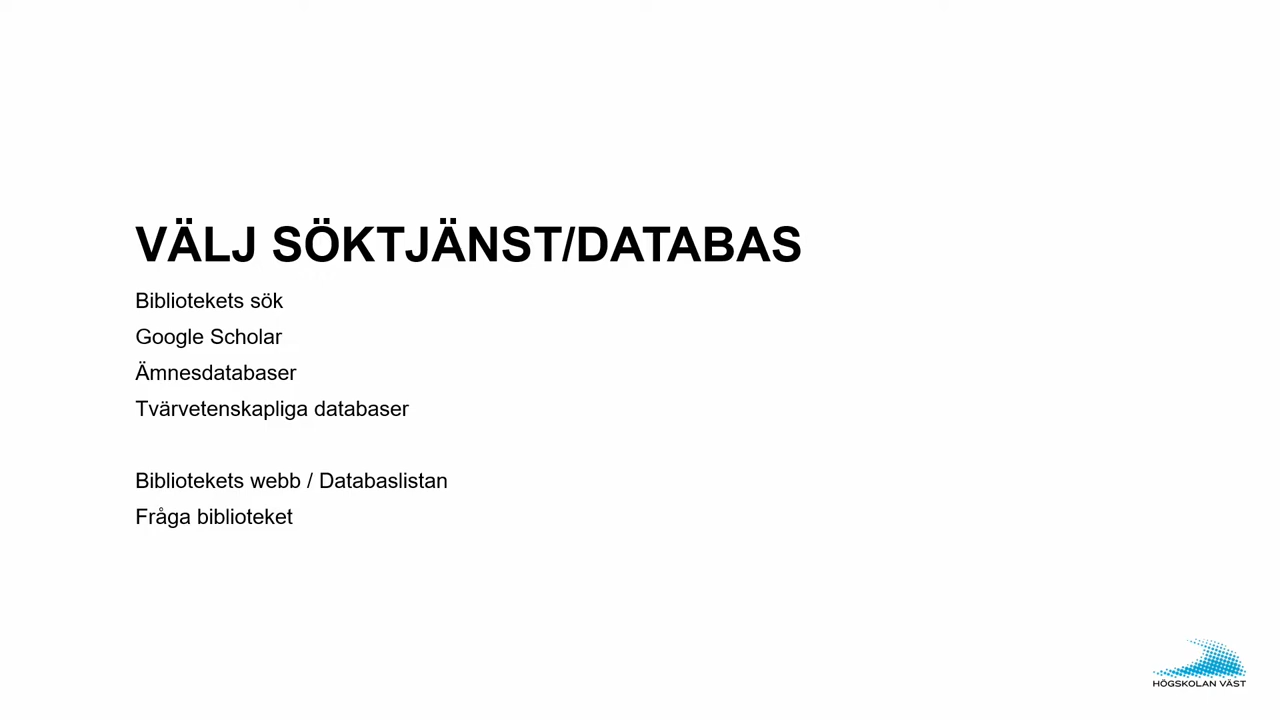 VÄLJ SÖKTJÄNST/DATABAS
Bibliotekets sök
Google Scholar
Ämnesdatabaser
Tvärvetenskapliga databaser
Bibliotekets webb / Databaslistan
Fråga biblioteket
HÖGSKOLAN VÄST